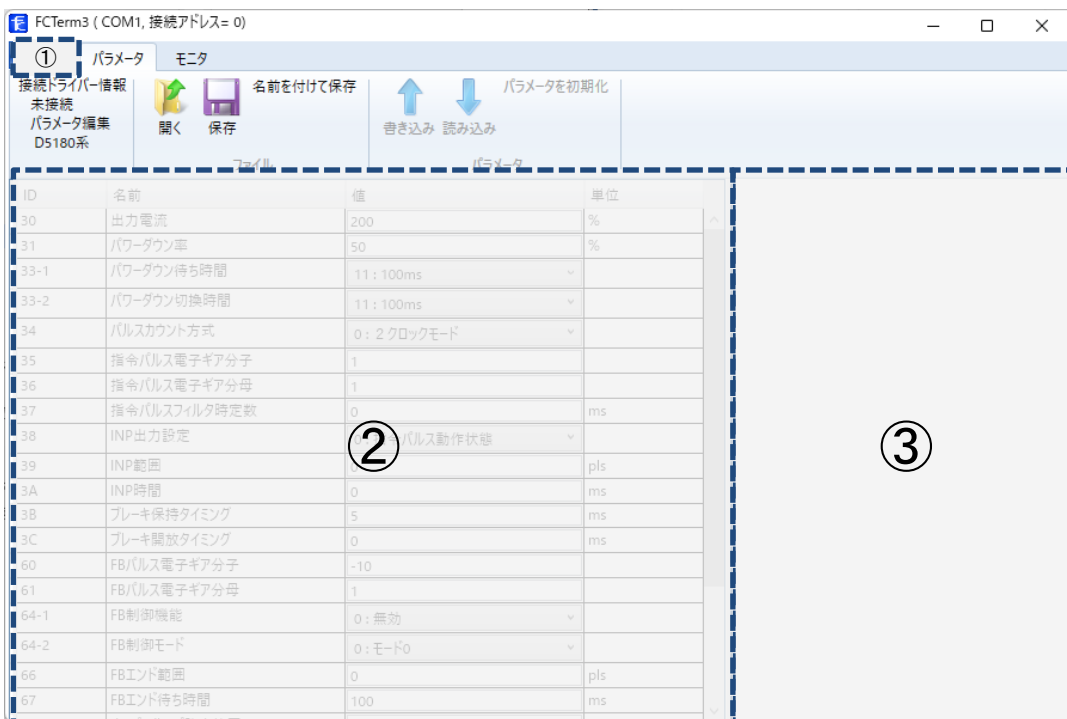 FCTerm3 ( COM1, 接続アドレス= 0)
① パラメータ モニタ
接続ドライバー情報
未接続
パラメータ編集
D5180系
開く 保存 名前を付けて保存
ファイル
書き込み 読み込み パラメータを初期化
パラメータ
ID 名前 値 単位
30 出力電流 200 %
31 パワーダウン率 50 %
33-1 パワーダウン待ち時間 11 : 100ms
33-2 パワーダウン切換時間 11 : 100ms
34 パルスカウント方式 0 : 2 クロックモード
35 指令パルス電子ギア分子 1
36 指令パルス電子ギア分母 1
37 指令パルスフィルタ時定数 0 ms
38 INP出力設定 パルス動作状態
② ③
39 INP範囲 0 pls
3A INP時間 0 ms
3B ブレーキ保持タイミング 5 ms
3C ブレーキ開放タイミング 0 ms
60 FBパルス電子ギア分子 -10
61 FBパルス電子ギア分母 1
64-1 FB制御機能 0 : 無効
64-2 FB制御モード 0 : モード0
66 FBエンド範囲 0 pls
67 FBエンド待ち時間 100 ms